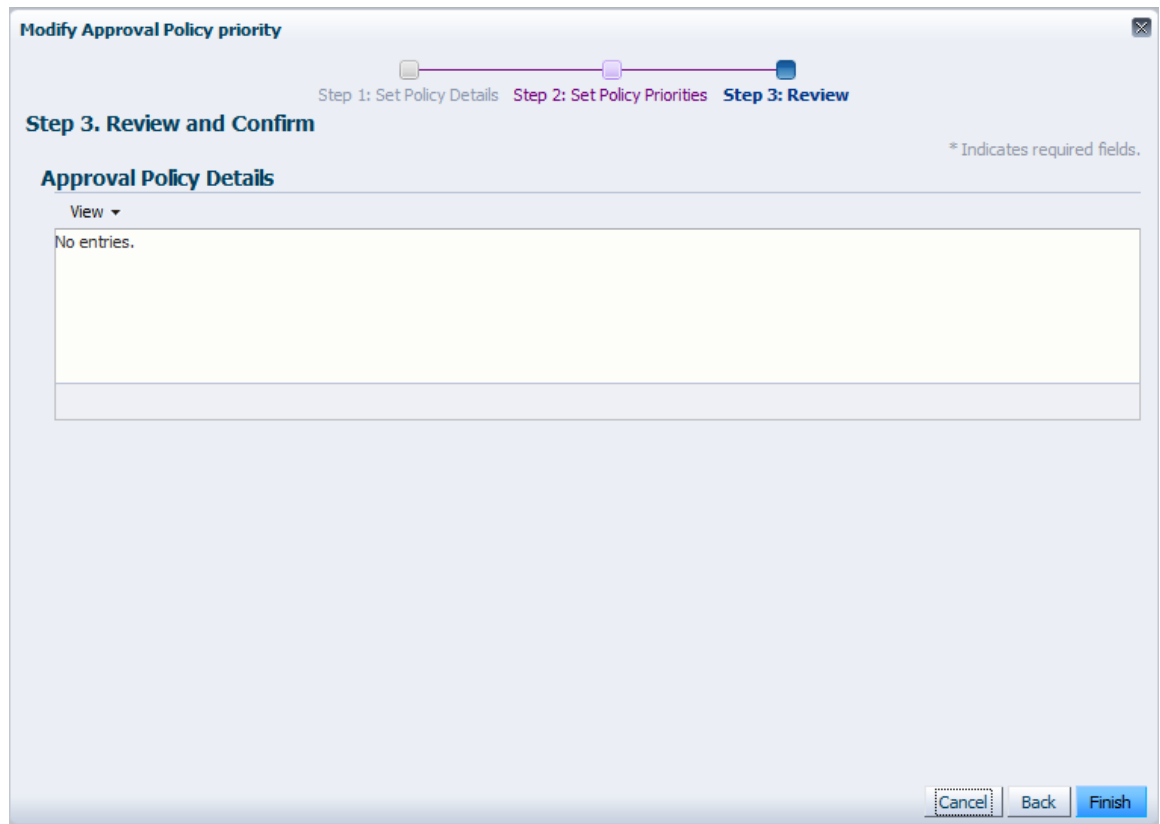 Modify Approval Policy priority
Step 1: Set Policy Details Step 2: Set Policy Priorities Step 3: Review
Step 3. Review and Confirm
* Indicates required fields.
Approval Policy Details
View
No entries.
Cancel Back Finish